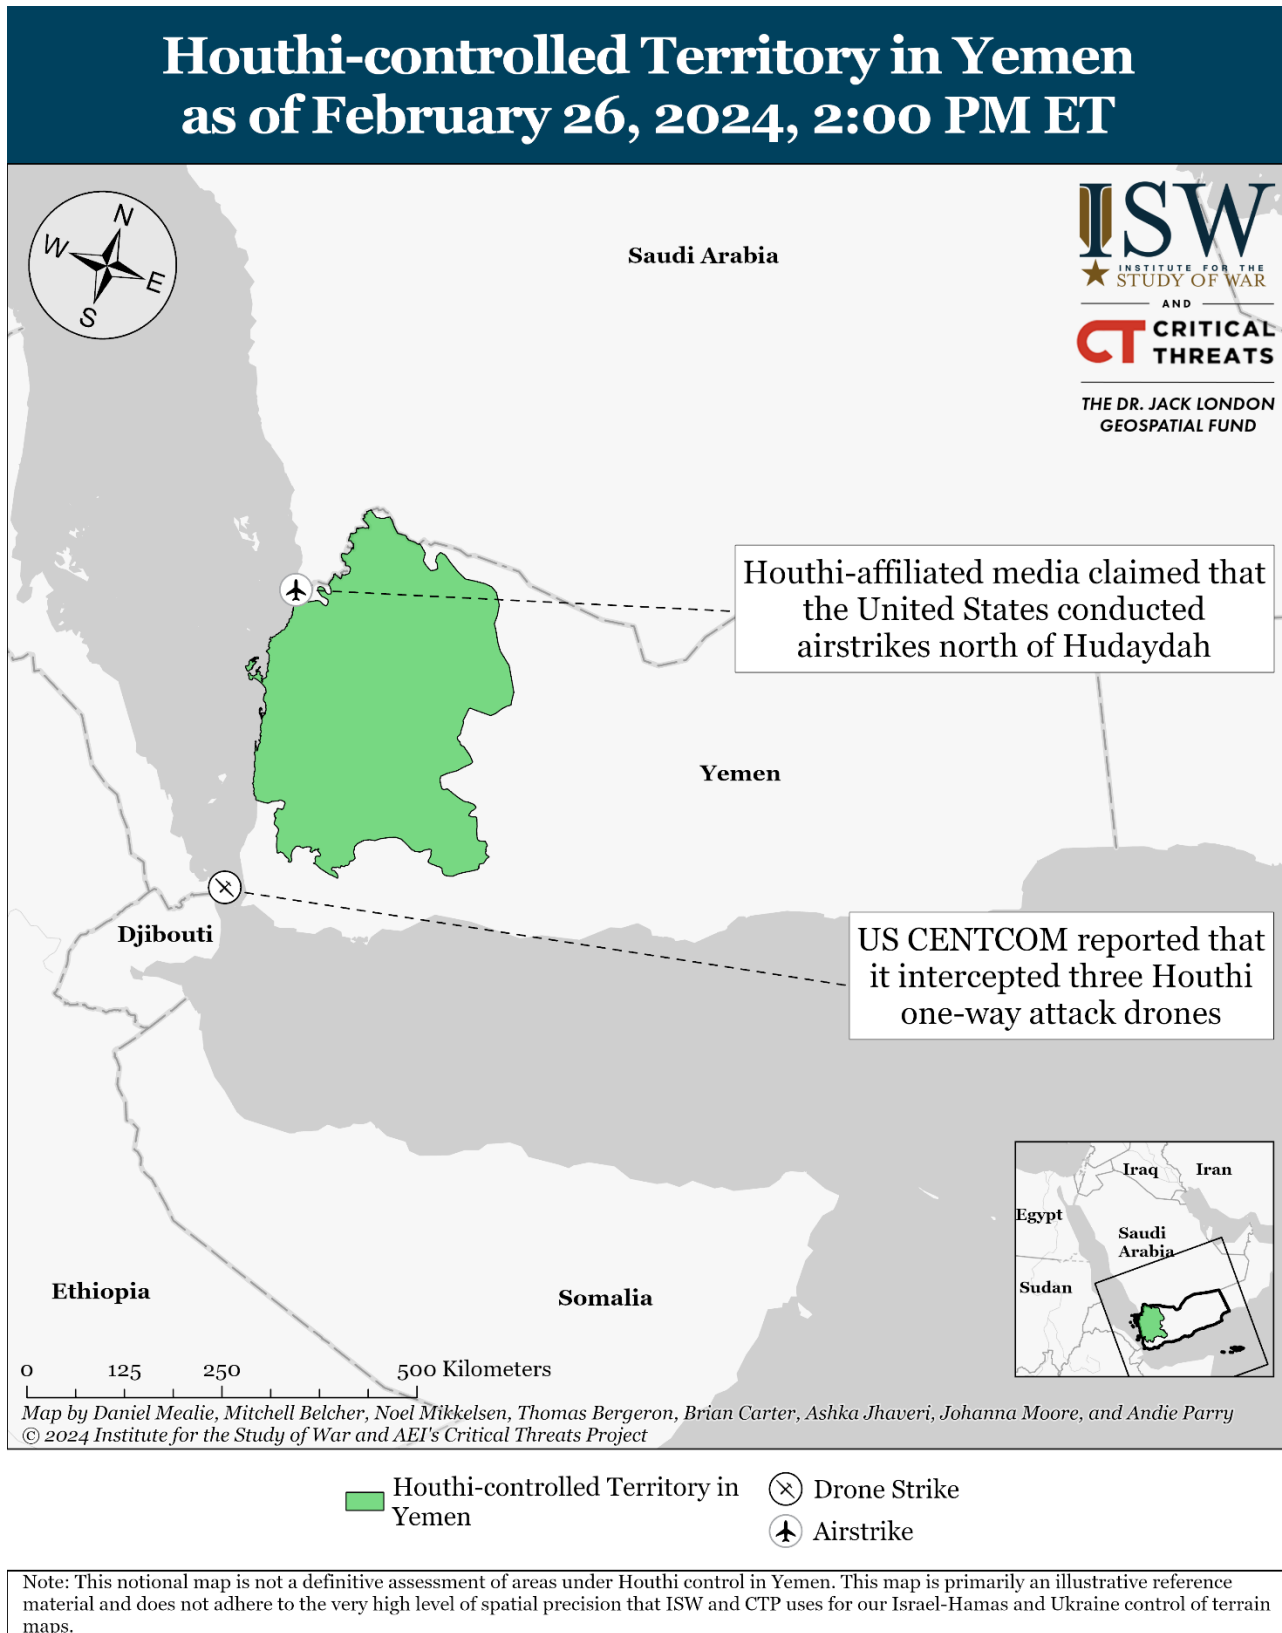 Houthi-controlled Territory in Yemen
as of February 26, 2024, 2:00 PM ET
N
W
E
S
Saudi Arabia
ISW
INSTITUTE FOR THE
STUDY OF WAR
AND
CT CRITICAL
THREATS
THE DR. JACK LONDON
GEOSPATIAL FUND
Houthi-affiliated media claimed that
the United States conducted
airstrikes north of Hudaydah
Yemen
Djibouti
US CENTCOM reported that
it intercepted three Houthi
one-way attack drones
Iraq
Iran
Egypt
Saudi
Arabia
Sudan
Ethiopia
Somalia
0 125 250 500 Kilometers
Map by Daniel Mealie, Mitchell Belcher, Noel Mikkelsen, Thomas Bergeron, Brian Carter, Ashka Jhaveri, Johanna Moore, and Andie Parry
© 2024 Institute for the Study of War and AEI's Critical Threats Project
Houthi-controlled Territory in
Yemen
Drone Strike
Airstrike
Note: This notional map is not a definitive assessment of areas under Houthi control in Yemen. This map is primarily an illustrative reference
material and does not adhere to the very high level of spatial precision that ISW and CTP uses for our Israel-Hamas and Ukraine control of terrain
maps.